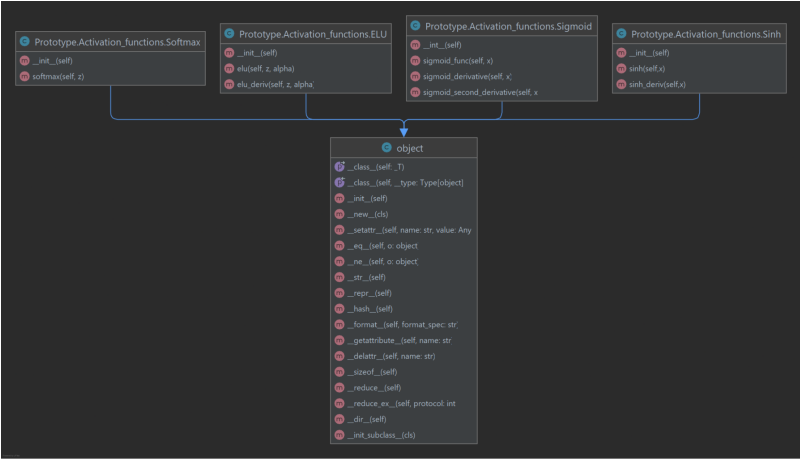 Prototype.Activation_functions.Softmax
__init__(self)
softmax(self, z)
Prototype.Activation_functions.ELU
__init__(self)
elu(self, z, alpha)
elu_deriv(self, z, alpha)
Prototype.Activation_functions.Sigmoid
__init__(self)
sigmoid_func(self, x)
sigmoid_derivative(self, x)
sigmoid_second_derivative(self, x
Prototype.Activation_functions.Sinh
__init__(self)
sinh(self,x)
sinh_deriv(self,x)
object
__class__(self: _T)
__class__(self, __type: Type[object]
__init__(self)
__new__(cls)
__setattr__(self, name: str, value: Any
__eq__(self, o: object
__ne__(self, o: object
__str__(self)
__repr__(self)
__hash__(self)
__format__(self, format_spec: str
__getattribute__(self, name: str
__delattr__(self, name: str)
__sizeof__(self)
__reduce__(self)
__reduce_ex__(self, protocol: int
__dir__(self)
__init_subclass__(cls)